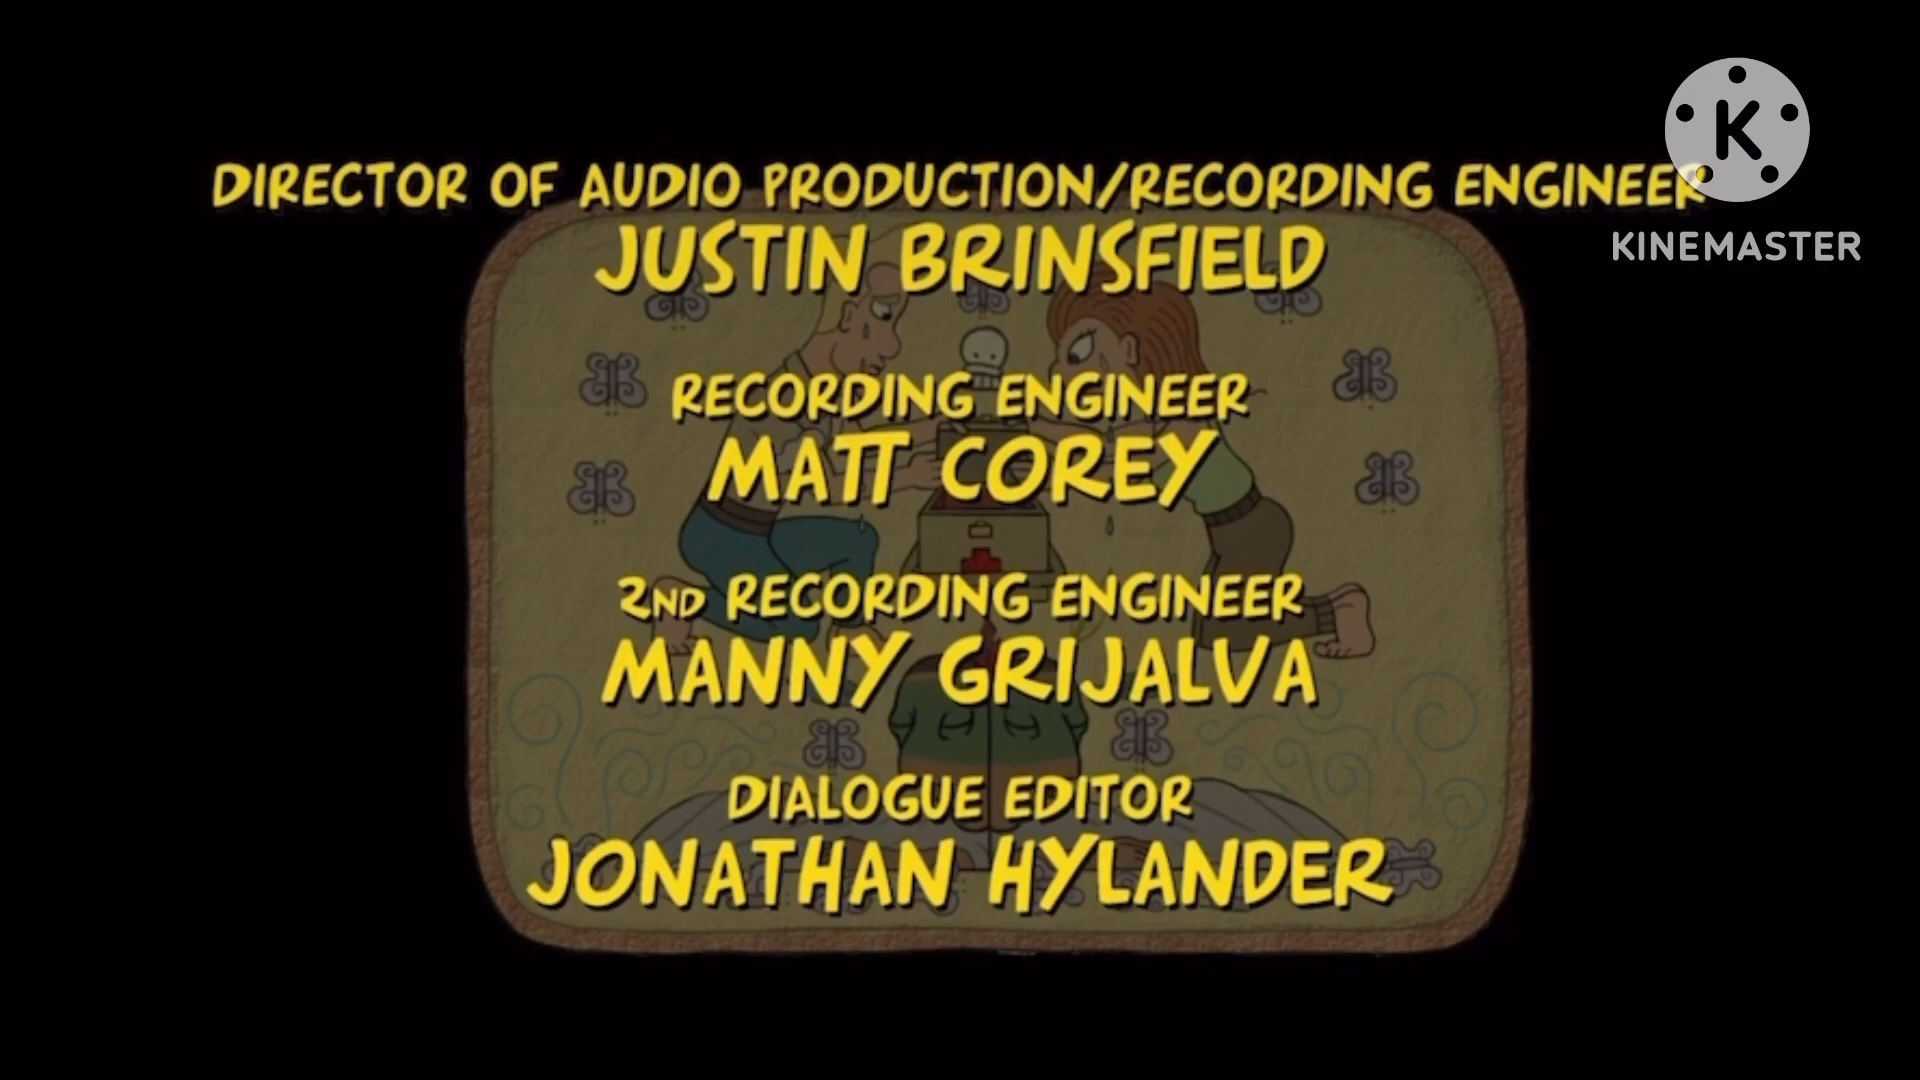 DIRECTOR OF AUDIO PRODUCTION/RECORDING ENGINEER
JUSTIN BRINSFIELD
RECORDING ENGINEER
MATT COREY
2ND RECORDING ENGINEER
MANNY GRIJALVA
DIALOGUE EDITOR
JONATHAN HYLANDER
K
KINEMASTER